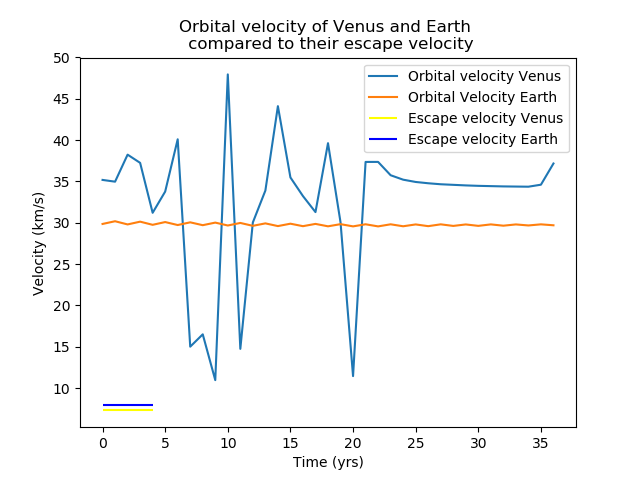 Orbital velocity of Venus and Earth
compared to their escape velocity
Orbital velocity Venus
Orbital Velocity Earth
Escape velocity Venus
Escape velocity Earth
50
45
40
35
30
25
20
15
10
Velocity (km/s)
0 5 10 15 20 25 30 35
Time (yrs)